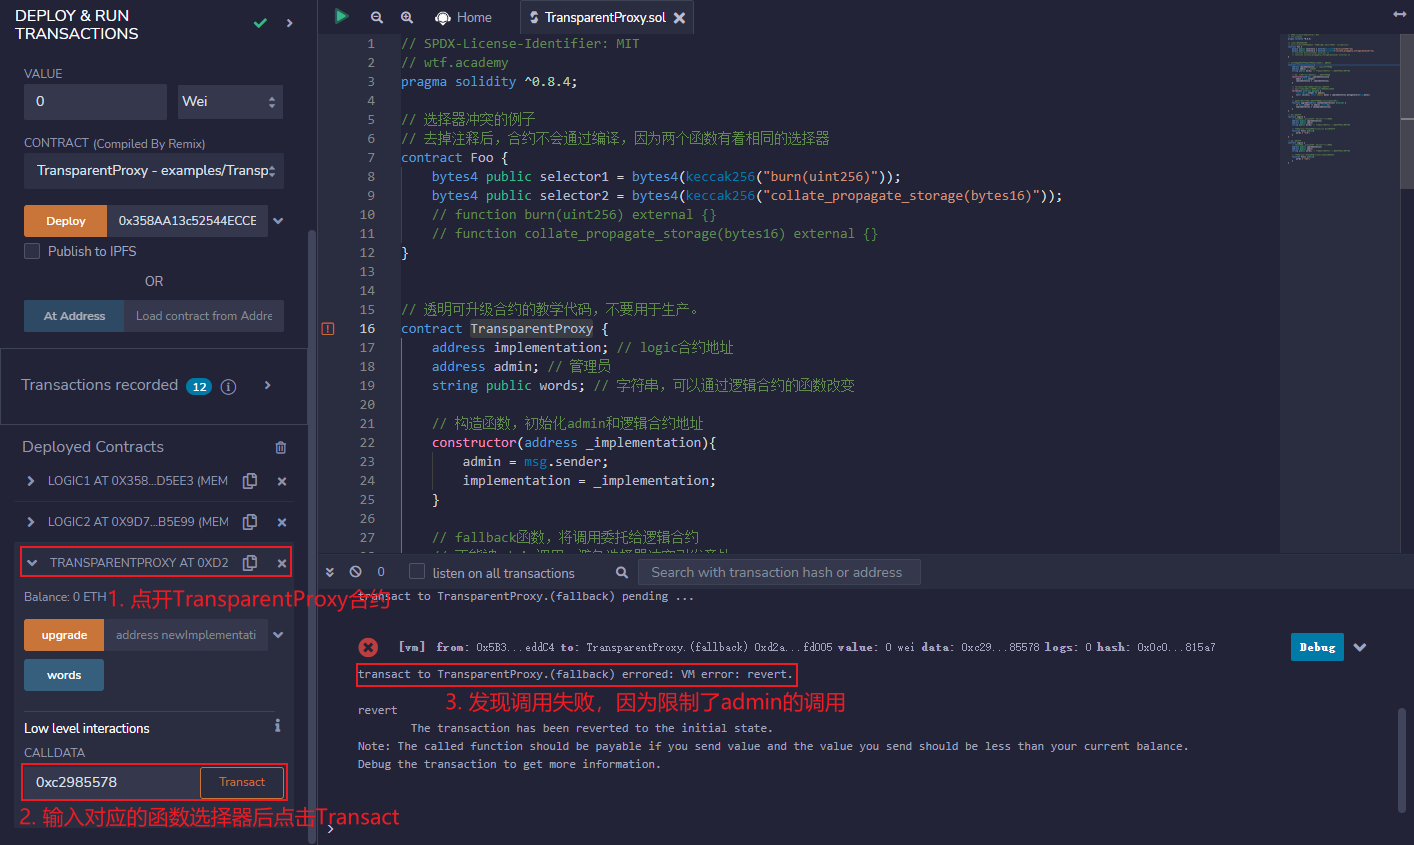 DEPLOY & RUN
TRANSACTIONS
VALUE
0
Wei
CONTRACT (Compiled By Remix)
TransparentProxy - examples/Transp
Deploy
0x358AA13c52544ECCE
Publish to IPFS
OR
At Address
Load contract from Addre
Transactions recorded 12 i
Deployed Contracts
LOGIC1 AT 0X358...D5EE3 (MEM
LOGIC2 AT 0X9D7...B5E99 (MEM
TRANSPARENTPROXY AT 0XD2
Balance: 0 ETH
1. 点开TransparentProxy合约
upgrade
address newImplementati
words
Low level interactions
i
CALLDATA
0xc2985578
Transact
2. 输入对应的函数选择器后点击Transact
Home
TransparentProxy.sol
1 // SPDX-License-Identifier: MIT
2 // wtf.academy
3 pragma solidity ^0.8.4;
4
5 // 选择器冲突的例子
6 // 去掉注释后，合约不会通过编译，因为两个函数有着相同的选择器
7 contract Foo {
8 bytes4 public selector1 = bytes4(keccak256("burn(uint256)"));
9 bytes4 public selector2 = bytes4(keccak256("collate_propagate_storage(bytes16)"));
10 // function burn(uint256) external {}
11 // function collate_propagate_storage(bytes16) external {}
12 }
13
14
15 // 透明可升级合约的教学代码，不要用于生产。
16 contract TransparentProxy {
17 address implementation; // logic合约地址
18 address admin; // 管理员
19 string public words; // 字符串，可以通过逻辑合约的函数改变
20
21 // 构造函数，初始化admin和逻辑合约地址
22 constructor(address _implementation){
23 admin = msg.sender;
24 implementation = _implementation;
25 }
26
27 // fallback函数，将调用委托给逻辑合约
0
listen on all transactions
Search with transaction hash or address
transact to TransparentProxy.(fallback) pending ...
[vm] from: 0x5B3...eddC4 to: TransparentProxy.(fallback) 0xd2a...fd005 value: 0 wei data: 0xc29...85578 logs: 0 hash: 0x0c0...815a7
Debug
transact to TransparentProxy.(fallback) errored: VM error: revert.
3. 发现调用失败，因为限制了admin的调用
revert
The transaction has been reverted to the initial state.
Note: The called function should be payable if you send value and the value you send should be less than your current balance.
Debug the transaction to get more information.
>